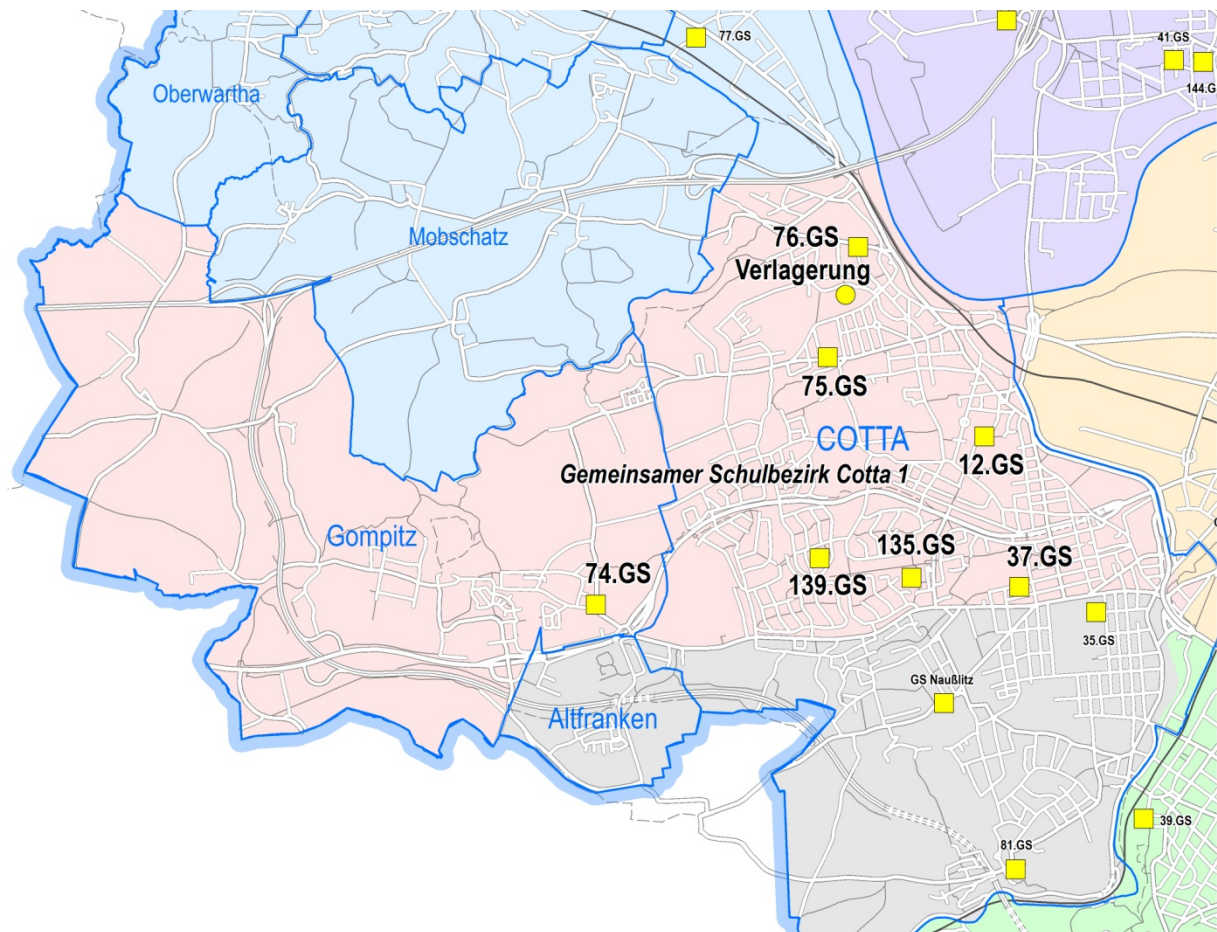 77.GS
41.GS
144.G
Oberwartha
Mobschatz
76.GS
Verlagerung
75.GS
COTTA
12.GS
Gemeinsamer Schulbezirk Cotta 1
Gompitz
74.GS
139.GS
135.GS
37.GS
35.GS
GS Naußlitz
Altfranken
39.GS
81.GS